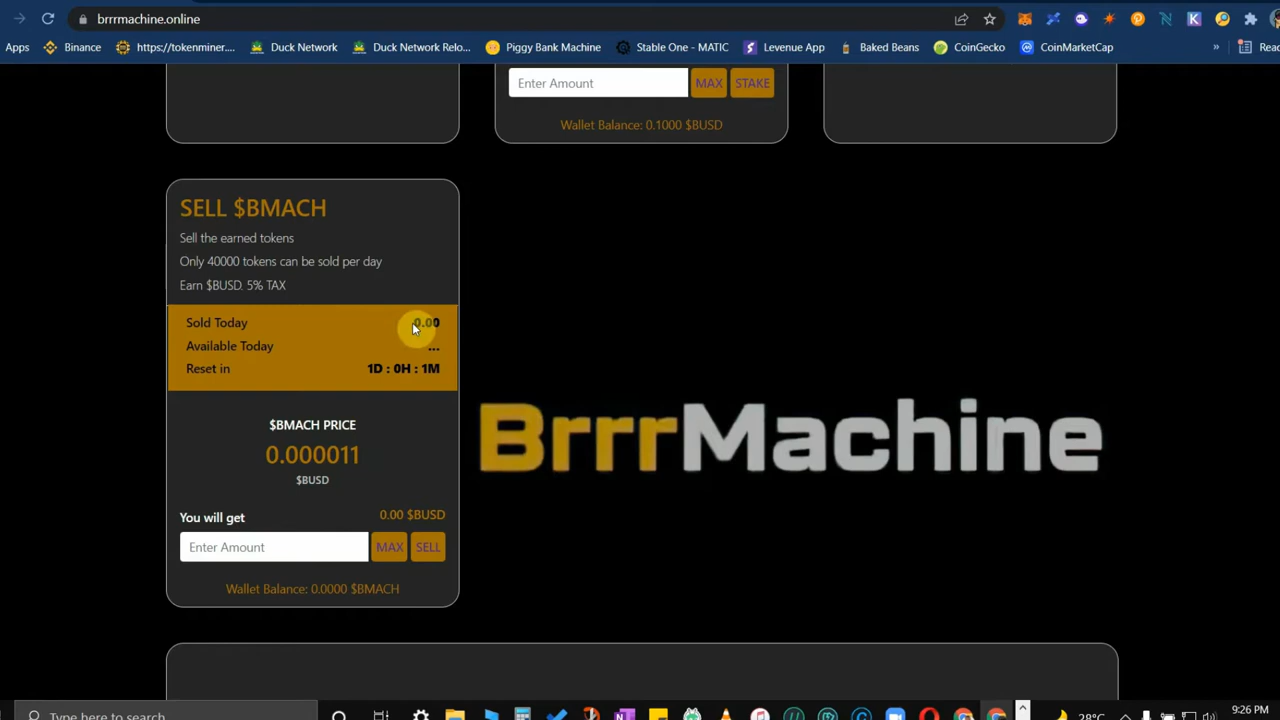 brrrmachine.online
Apps Binance https://tokenminer.... Duck Network Duck Network Relo... Piggy Bank Machine Stable One - MATIC Levenue App Baked Beans CoinGecko CoinMarketCap » Rea
Enter Amount MAX STAKE
Wallet Balance: 0.1000 $BUSD
SELL $BMACH
Sell the earned tokens
Only 40000 tokens can be sold per day
Earn $BUSD. 5% TAX
Sold Today 0.00
Available Today ...
Reset in 1D : 0H : 1M
$BMACH PRICE
0.000011
$BUSD
BrrrMachine
You will get 0.00 $BUSD
Enter Amount MAX SELL
Wallet Balance: 0.0000 $BMACH
9:26 PM
Type here to search 28°C